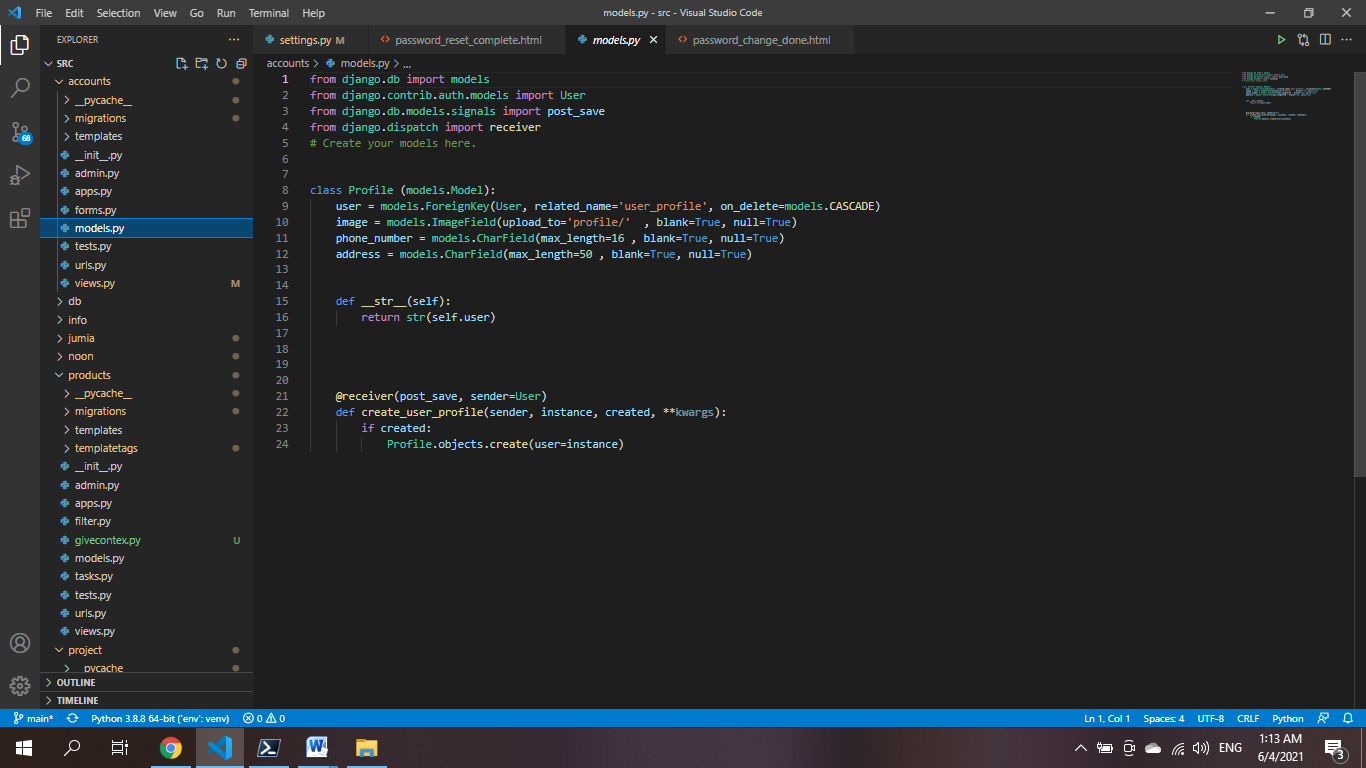 File Edit Selection View Go Run Terminal Help
models.py - src - Visual Studio Code
EXPLORER
settings.py M
password_reset_complete.html
models.py
password_change_done.html
SRC
accounts
__pycache__
migrations
templates
__init__.py
admin.py
apps.py
forms.py
models.py
tests.py
urls.py
views.py M
db
info
jumia
noon
products
__pycache__
migrations
templates
templatetags
__init__.py
admin.py
apps.py
filter.py
givecontex.py U
models.py
tasks.py
tests.py
urls.py
views.py
project
__pycache__
OUTLINE
TIMELINE
68
accounts > models.py > ...
1 from django.db import models
2 from django.contrib.auth.models import User
3 from django.db.models.signals import post_save
4 from django.dispatch import receiver
5 # Create your models here.
6
7
8 class Profile (models.Model):
9 user = models.ForeignKey(User, related_name='user_profile', on_delete=models.CASCADE)
10 image = models.ImageField(upload_to='profile/' , blank=True, null=True)
11 phone_number = models.CharField(max_length=16 , blank=True, null=True)
12 address = models.CharField(max_length=50 , blank=True, null=True)
13
14
15 def __str__(self):
16 return str(self.user)
17
18
19
20
21 @receiver(post_save, sender=User)
22 def create_user_profile(sender, instance, created, **kwargs):
23 if created:
24 Profile.objects.create(user=instance)
main* Python 3.8.8 64-bit ('env': venv) 0 0
Ln 1, Col 1 Spaces: 4 UTF-8 CRLF Python
ENG
1:13 AM
6/4/2021
3